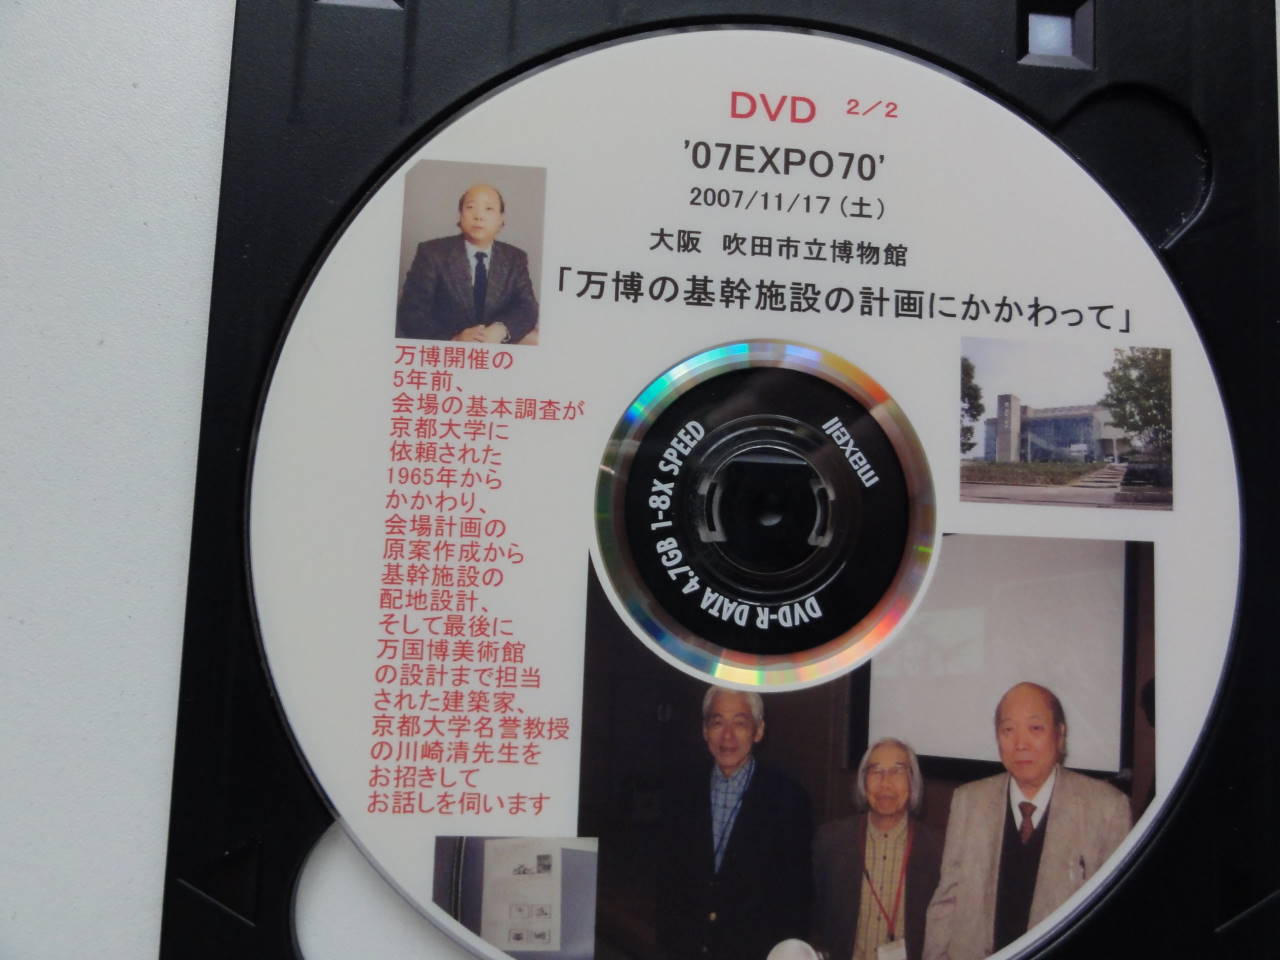 DVD 2/2
'07EXPO70'
2007/11/17(土)
大阪 吹田市立博物館
「万博の基幹施設の計画にかかわって」
万博開催の
5年前、
会場の基本調査が
京都大学に
依頼された
1965年から
かかわり、
会場計画の
原案作成から
基幹施設の
配地設計、
そして最後に
万国博美術館
の設計まで担当
された建築家、
京都大学名誉教授
の川崎清先生を
お招きして
お話しを伺います
maxell
DVD-R DATA 4.7GB 1-8X SPEED